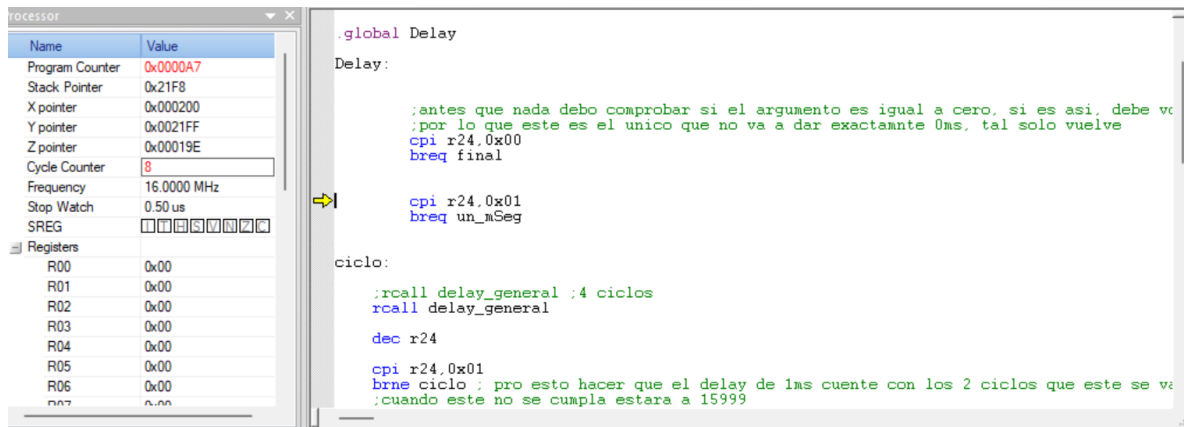 Processor
Name Value
Program Counter 0x0000A7
Stack Pointer 0x21F8
X pointer 0x000200
Y pointer 0x0021FF
Z pointer 0x00019E
Cycle Counter 8
Frequency 16.0000 MHz
Stop Watch 0.50 us
SREG I T H S V N Z C
Registers
R00 0x00
R01 0x00
R02 0x00
R03 0x00
R04 0x00
R05 0x00
R06 0x00
R07 0x00
.global Delay
Delay:
;antes que nada debo comprobar si el argumento es igual a cero, si es asi, debe
;por lo que este es el unico que no va a dar exactamnte 0ms, tal solo vuelve
cpi r24,0x00
breq final
cpi r24,0x01
breq un_mSeg
ciclo:
;rcall delay_general ;4 ciclos
rcall delay_general
dec r24
cpi r24,0x01
brne ciclo ; pro esto hacer que el delay de 1ms cuente con los 2 ciclos que este se
;cuando este no se cumpla estara a 15999